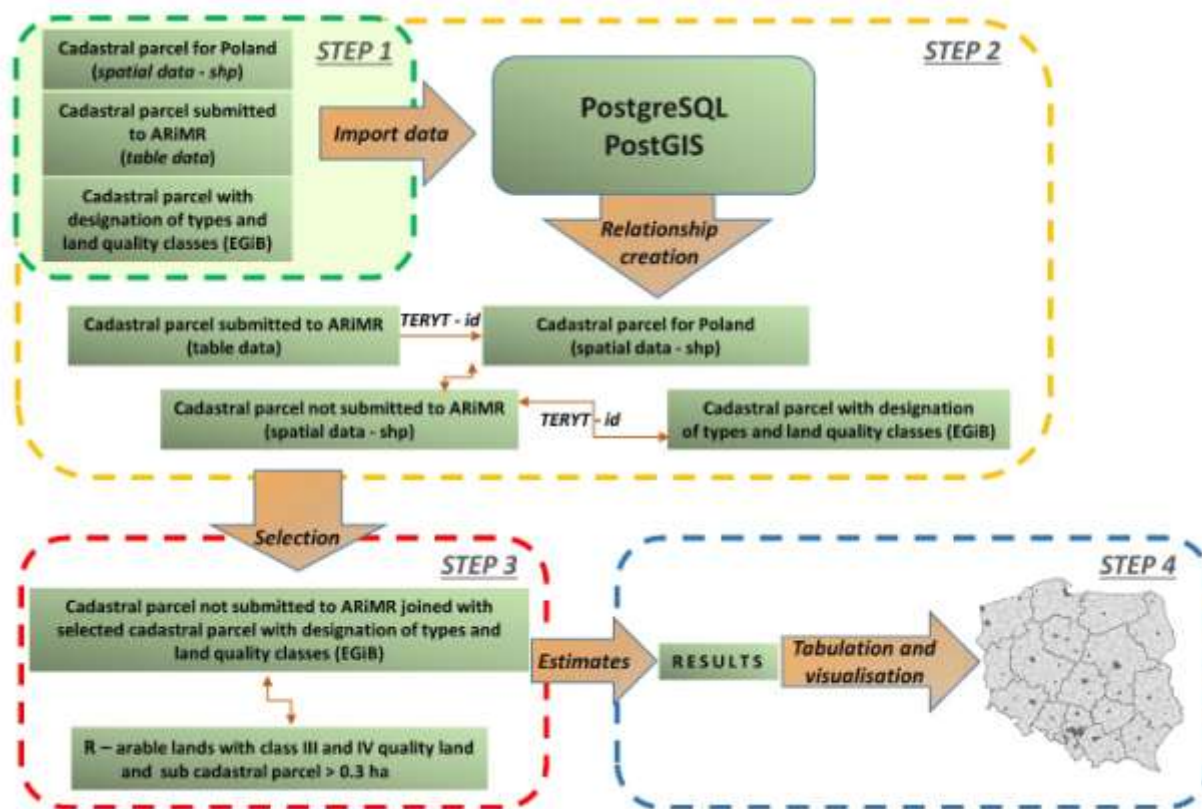 Cadastral parcel for Poland
(spatial data - shp)
STEP 1
Cadastral parcel submitted
to ARiMR
(table data)
Cadastral parcel with
designation of types and
land quality classes (EGiB)
Import data
STEP 2
PostgreSQL
PostGIS
Relationship
creation
Cadastral parcel submitted to ARiMR
(table data)
TERYT - id
Cadastral parcel for Poland
(spatial data - shp)
Cadastral parcel not submitted to ARiMR
(spatial data - shp)
TERYT - id
Cadastral parcel with designation
of types and land quality classes (EGiB)
Selection
STEP 3
Cadastral parcel not submitted to ARiMR joined with
selected cadastral parcel with designation of types and
land quality classes (EGiB)
R – arable lands with class III and IV quality land
and sub cadastral parcel > 0.3 ha
Estimates
STEP 4
RESULTS
Tabulation and
visualisation